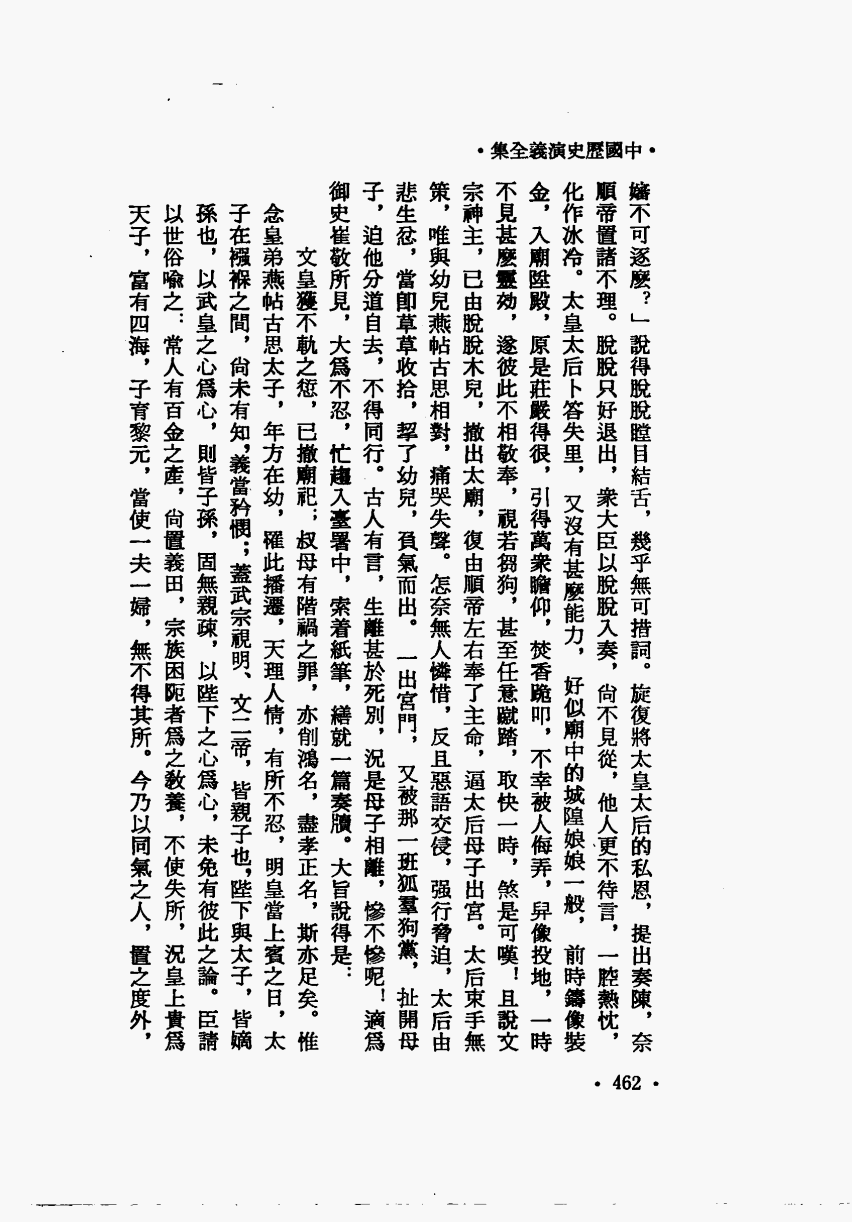 •中國歷史演義全集•
嬸不可逐麼？」說得脫脫瞠目結舌，幾乎無可措詞。旋復將太皇太后的私恩，提出奏陳，奈
順帝置諸不理。脫脫只好退出，衆大臣以脫脫入奏，尙不見從，他人更不待言，一腔熱忱，
化作冰冷。太皇太后卜答失里，又沒有甚麼能力，好似廟中的城隍娘娘一般，前時鑄像裝
金，入廟陞殿，原是莊嚴得很，引得萬衆瞻仰，焚香跪叩，不幸被人侮弄，舁像投地，一時
不見甚麼靈効，遂彼此不相敬奉，視若芻狗，甚至任意蹴踏，取快一時，煞是可嘆！且說文
宗神主，已由脫脫木兒，撤出太廟，復由順帝左右奉了主命，逼太后母子出宮。太后束手無
策，唯與幼兒燕帖古思相對，痛哭失聲。怎奈無人憐惜，反且惡語交侵，强行脅迫，太后由
悲生忿，當卽草草收拾，挈了幼兒，負氣而出。一出宮門，又被那一班狐羣狗黨，扯開母
子，迫他分道自去，不得同行。古人有言，生離甚於死別，況是母子相離，慘不慘呢！適爲
御史崔敬所見，大爲不忍，忙趨入臺署中，索着紙筆，繕就一篇奏牘。大旨說得是：
文皇獲不軌之愆，已撤廟祀；叔母有階禍之罪，亦削鴻名，盡孝正名，斯亦足矣。惟
念皇弟燕帖古思太子，年方在幼，罹此播遷，天理人情，有所不忍，明皇當上賓之日，太
子在襁褓之間，尙未有知，義當矜憫；蓋武宗視明、文二帝，皆親子也，陛下與太子，皆嫡
孫也，以武皇之心爲心，則皆子孫，固無親疎，以陛下之心爲心，未免有彼此之論。臣請
以世俗喻之：常人有百金之產，尙置義田，宗族困阨者爲之敎養，不使失所，況皇上貴爲
天子，富有四海，子育黎元，當使一夫一婦，無不得其所。今乃以同氣之人，置之度外，
•462•